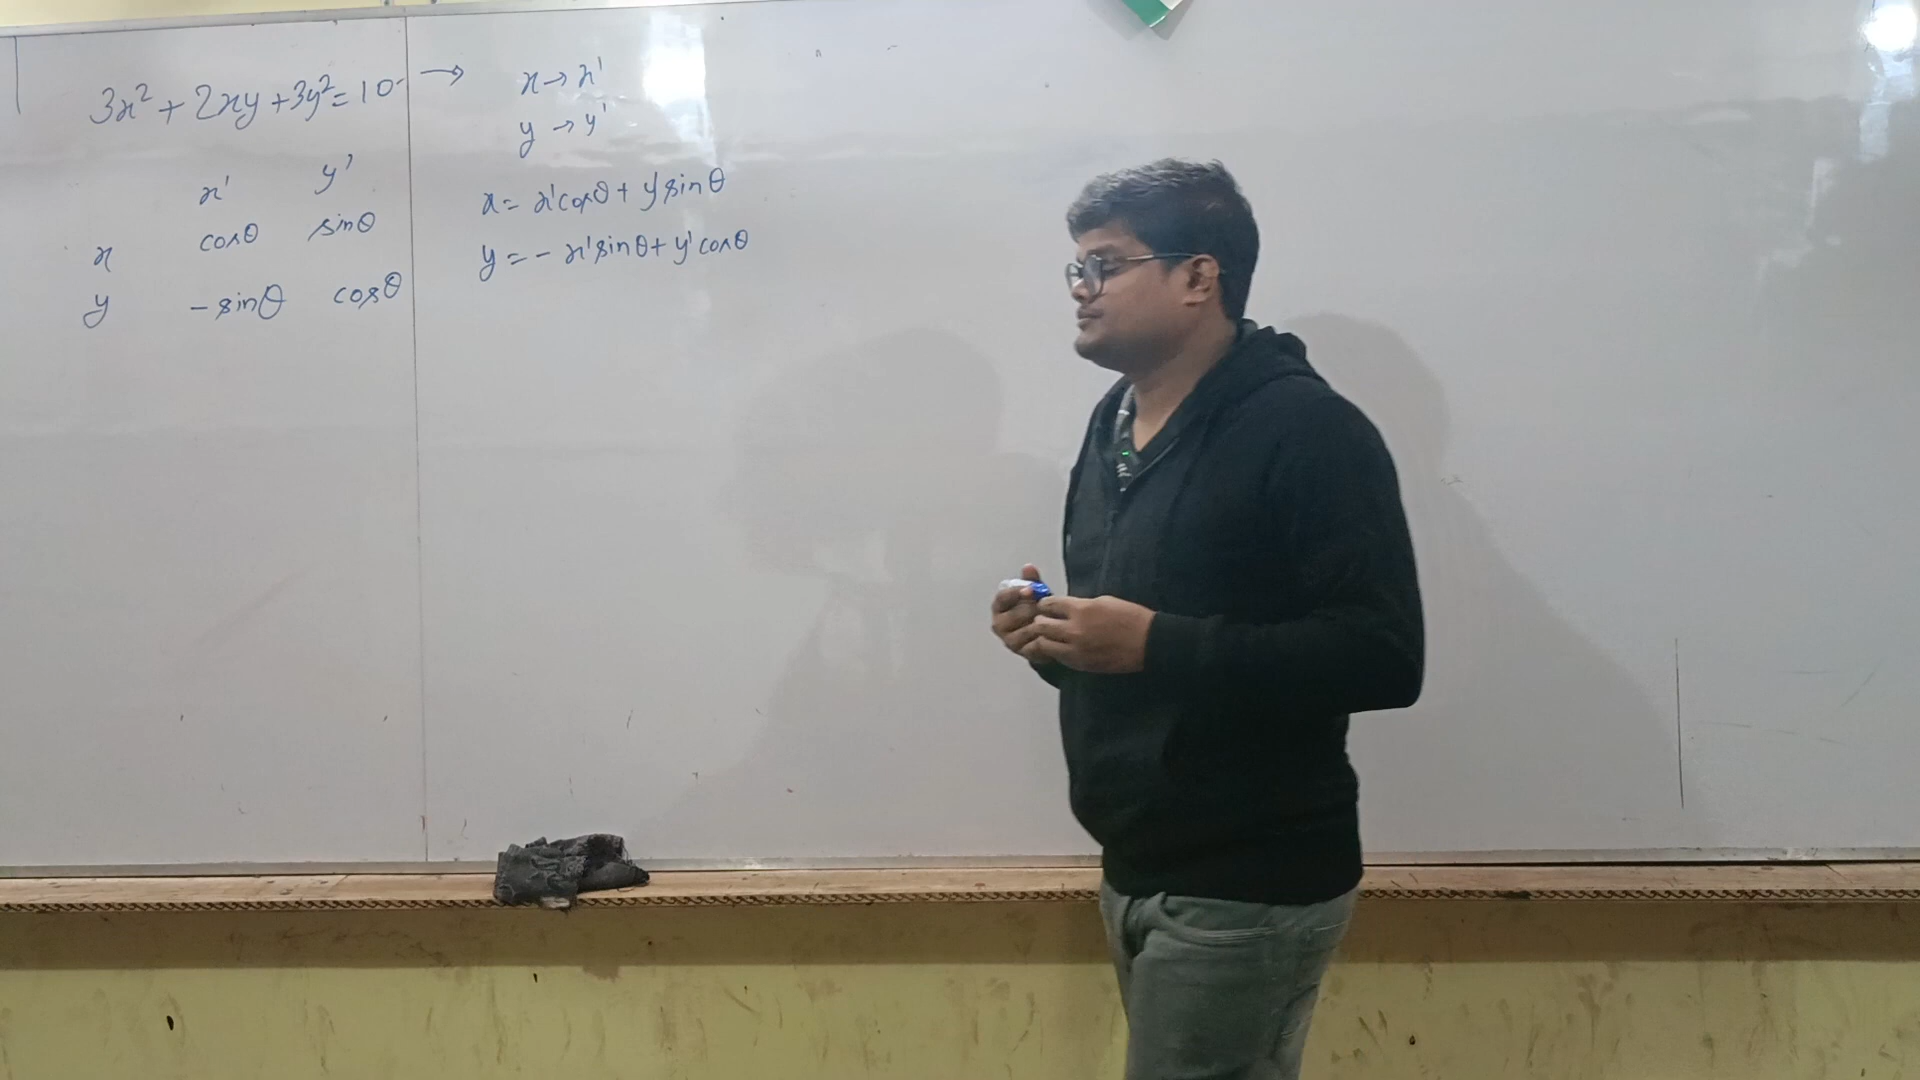 3x² + 2xy + 3y² = 10 →
x' y'
x cosθ sinθ
y - sinθ cosθ
x → x'
y → y'
x = x'cosθ + y'sinθ
y = - x'sinθ + y'cosθ